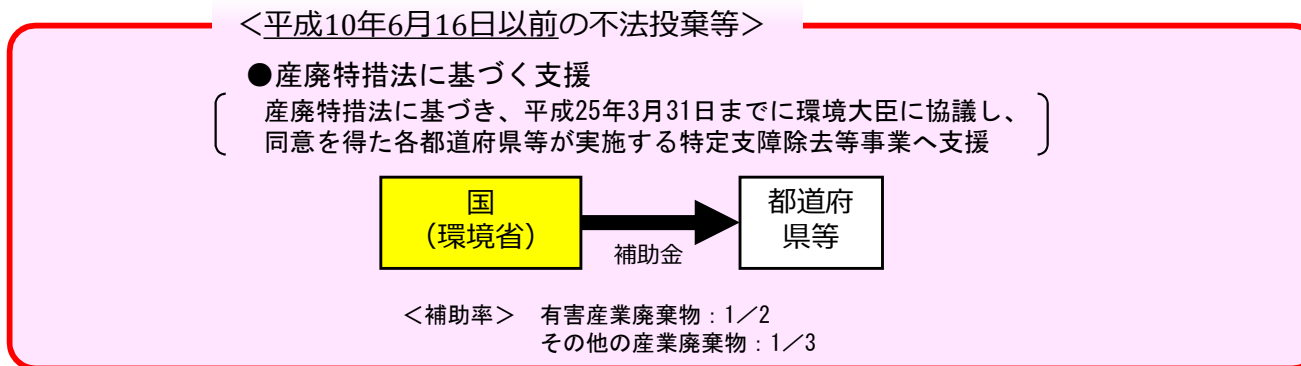 ＜平成10年6月16日以前の不法投棄等＞
●産廃特措法に基づく支援
産廃特措法に基づき、平成25年3月31日までに環境大臣に協議し、
同意を得た各都道府県等が実施する特定支障除去等事業へ支援
国
（環境省）
補助金
都道府
県等
＜補助率＞　有害産業廃棄物：1／2
その他の産業廃棄物：1／3